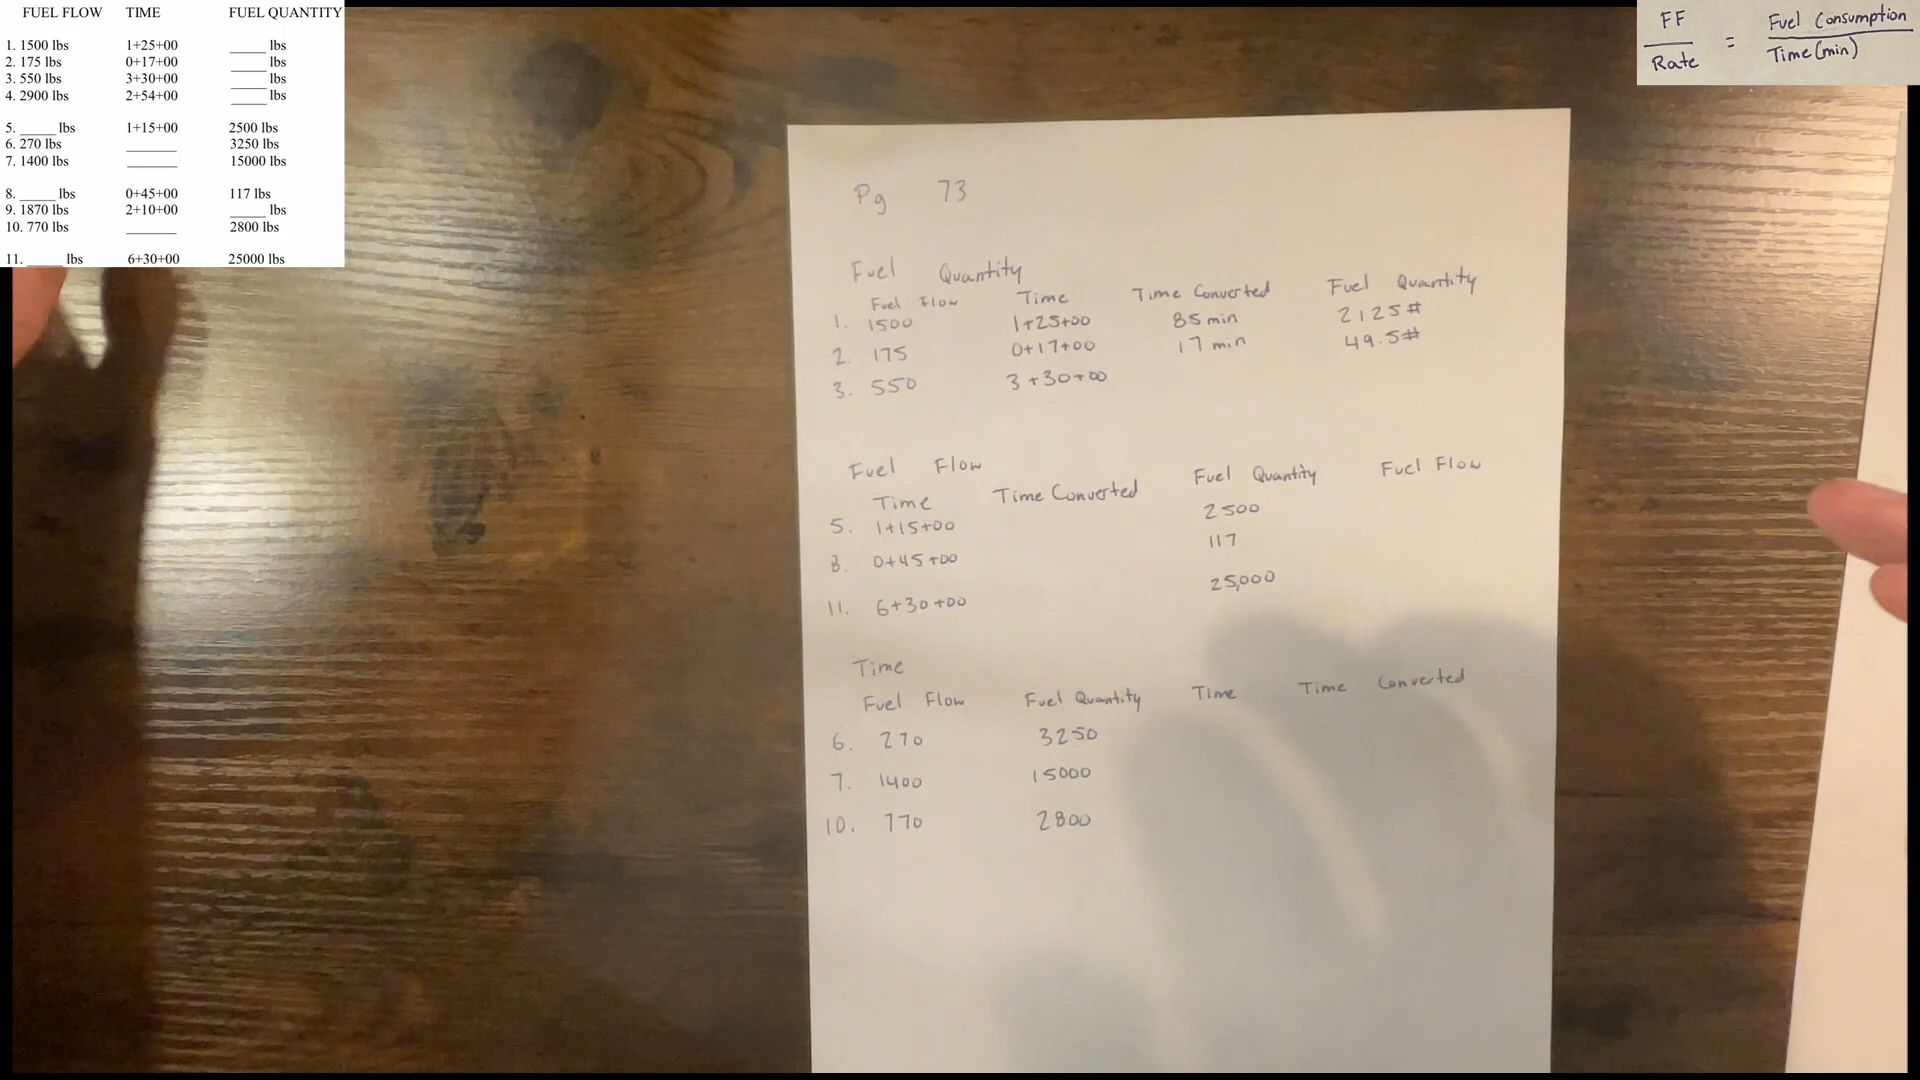 FUEL FLOW TIME FUEL QUANTITY
1. 1500 lbs 1+25+00 _____ lbs
2. 175 lbs 0+17+00 _____ lbs
3. 550 lbs 3+30+00 _____ lbs
4. 2900 lbs 2+54+00 _____ lbs
5. _____ lbs 1+15+00 2500 lbs
6. 270 lbs _______ 3250 lbs
7. 1400 lbs _______ 15000 lbs
8. _____ lbs 0+45+00 117 lbs
9. 1870 lbs 2+10+00 _____ lbs
10. 770 lbs _______ 2800 lbs
11. _____ lbs 6+30+00 25000 lbs
FF = Fuel Consumption
Rate Time (min)
Pg 73
Fuel Quantity
Fuel Flow Time Time Converted Fuel Quantity
1. 1500 1+25+00 85 min 2125#
2. 175 0+17+00 17 min 49.5#
3. 550 3+30+00
Fuel Flow
Time Time Converted Fuel Quantity Fuel Flow
5. 1+15+00 2500
8. 0+45+00 117
11. 6+30+00 25,000
Time
Fuel Flow Fuel Quantity Time Time Converted
6. 270 3250
7. 1400 15000
10. 770 2800